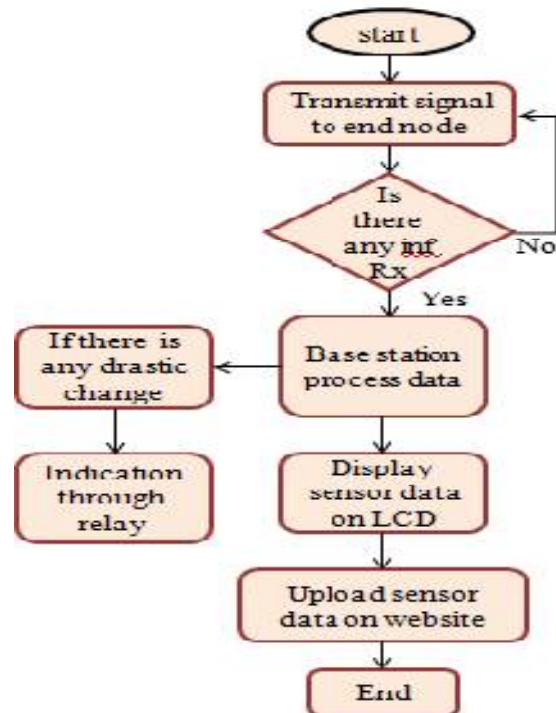 start
Transmit signal
to end node
Is
there
any inf
Rx
No
Yes
Base station
process data
If there is
any drastic
change
Indication
through
relay
Display
sensor data
on LCD
Upload sensor
data on website
End